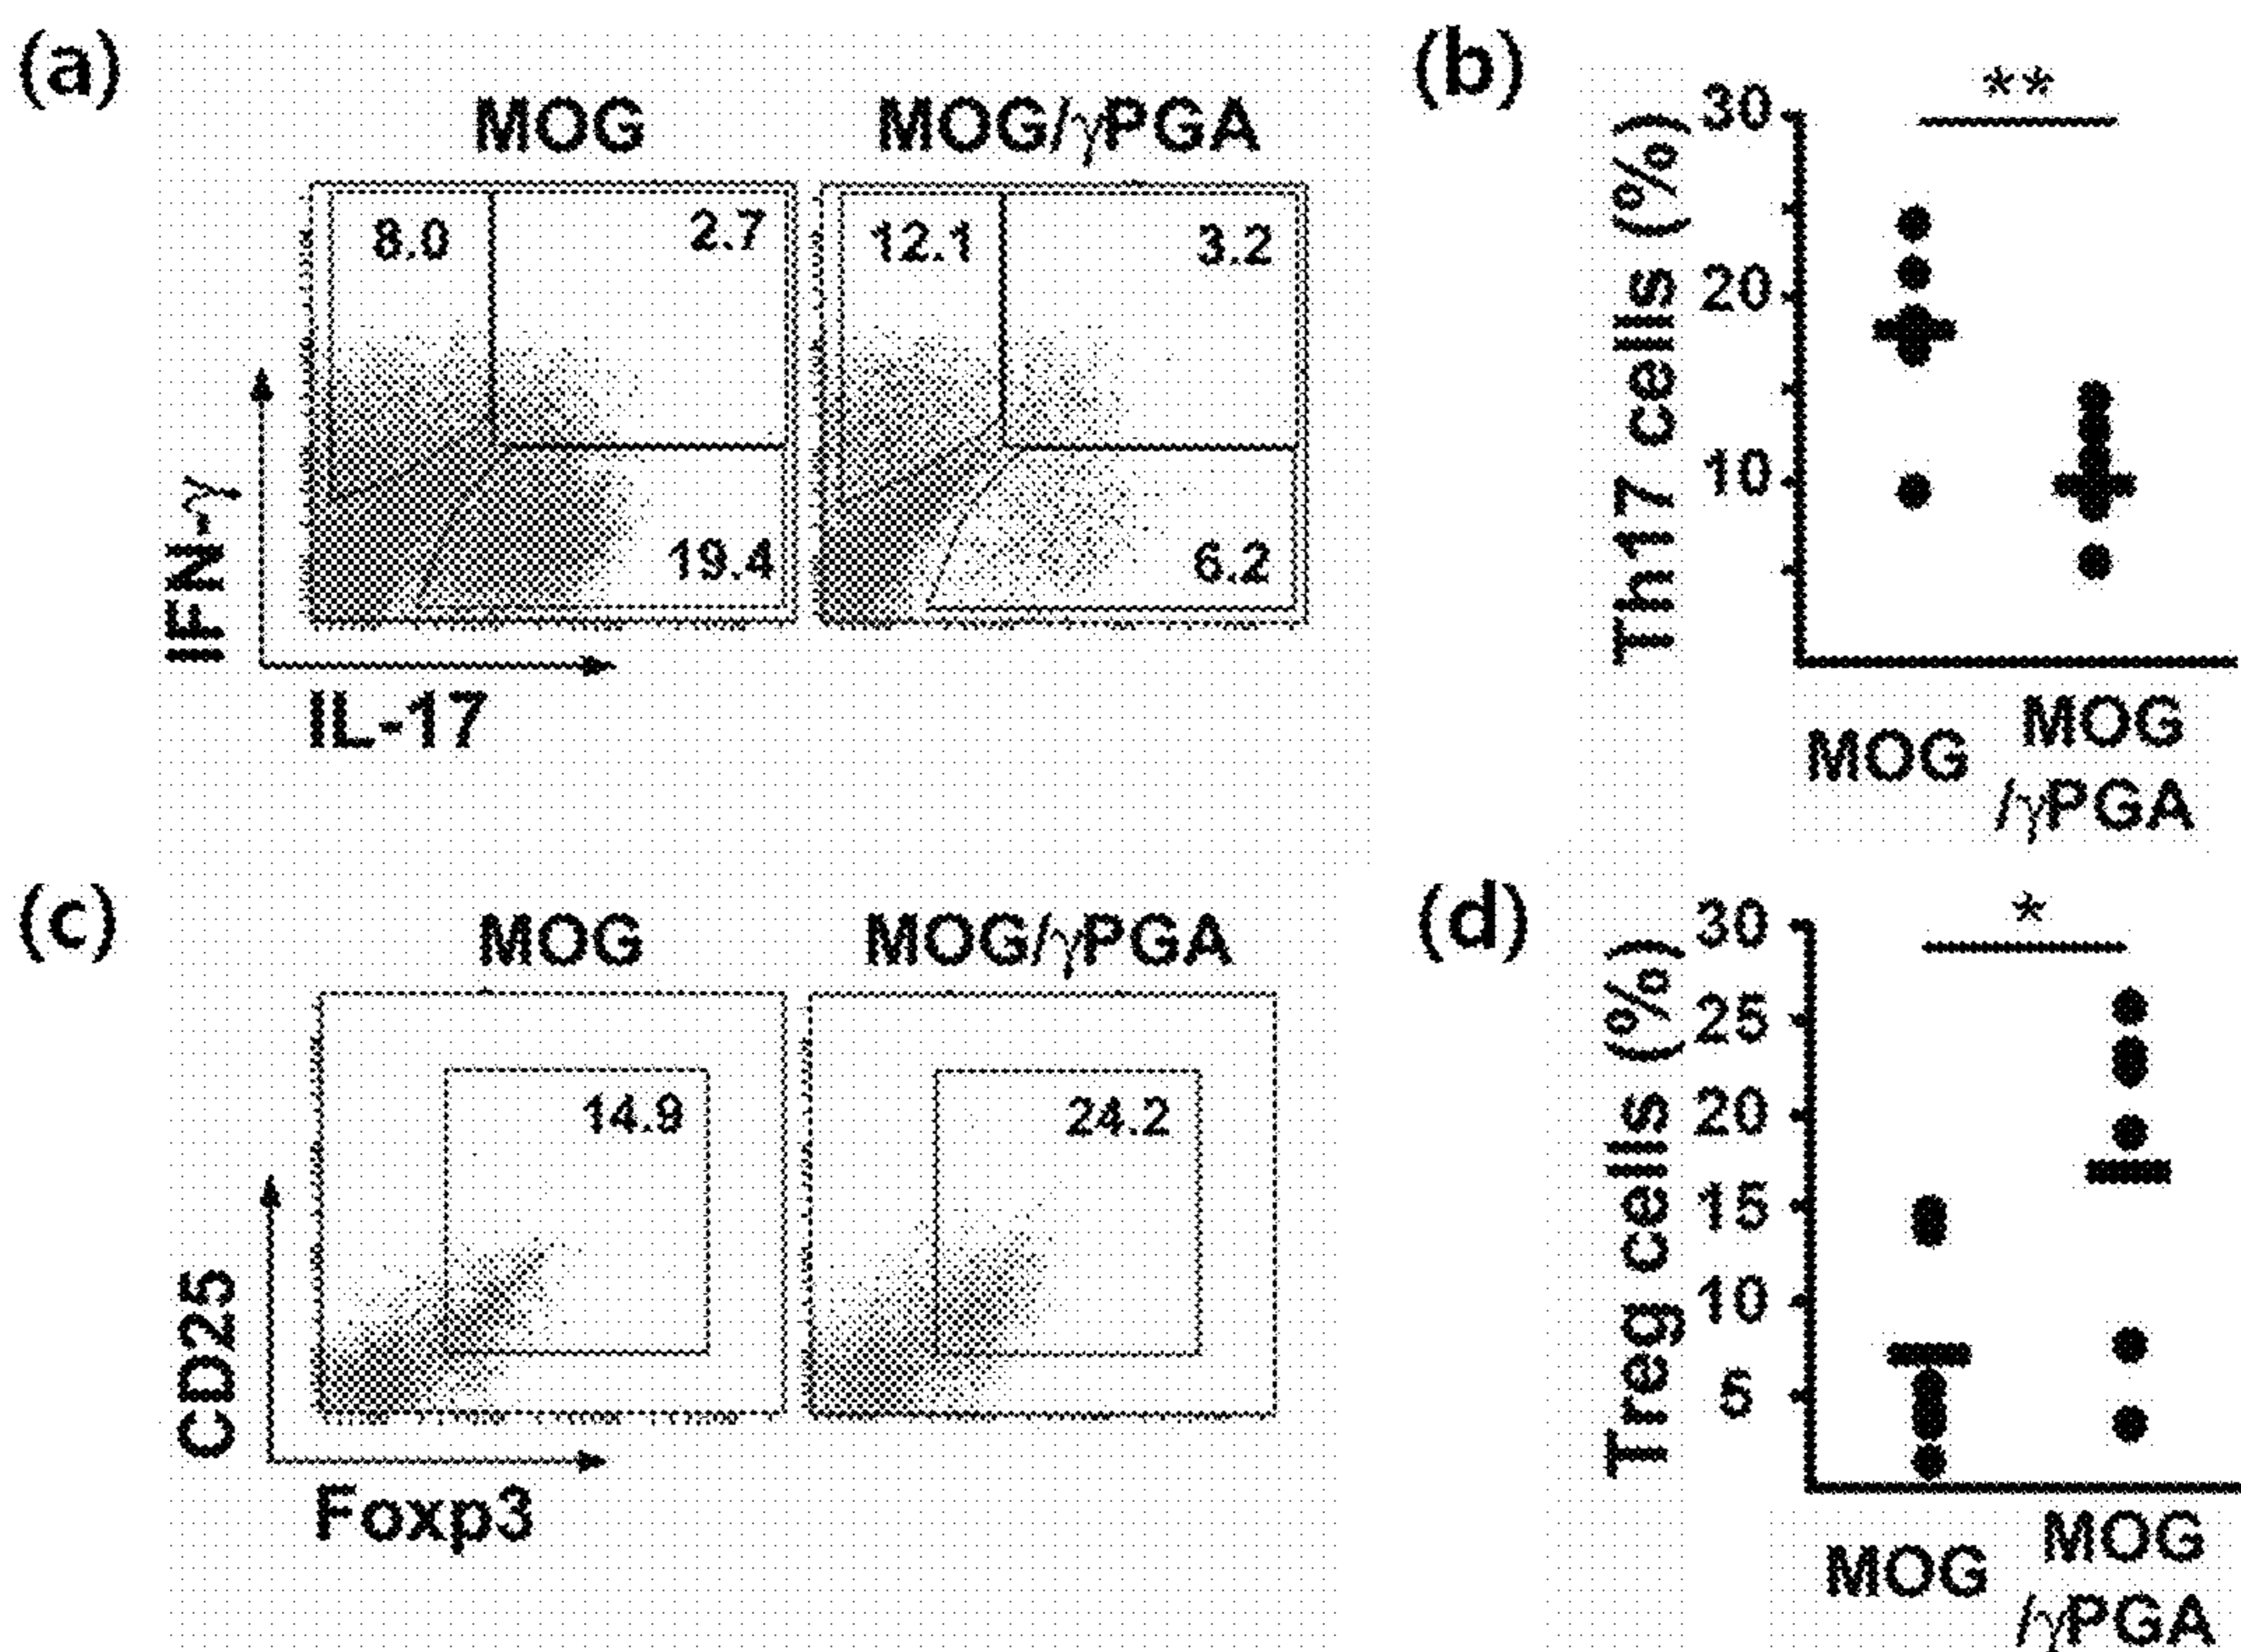 (a)
MOG
MOG/γPGA
8.0
2.7
12.1
3.2
19.4
6.2
IFN-γ
IL-17
(b)
**
Th17 cells (%)
30
20
10
MOG
MOG
/γPGA
(c)
MOG
MOG/γPGA
14.9
24.2
CD25
Foxp3
(d)
*
Treg cells (%)
30
25
20
15
10
5
MOG
MOG
/γPGA